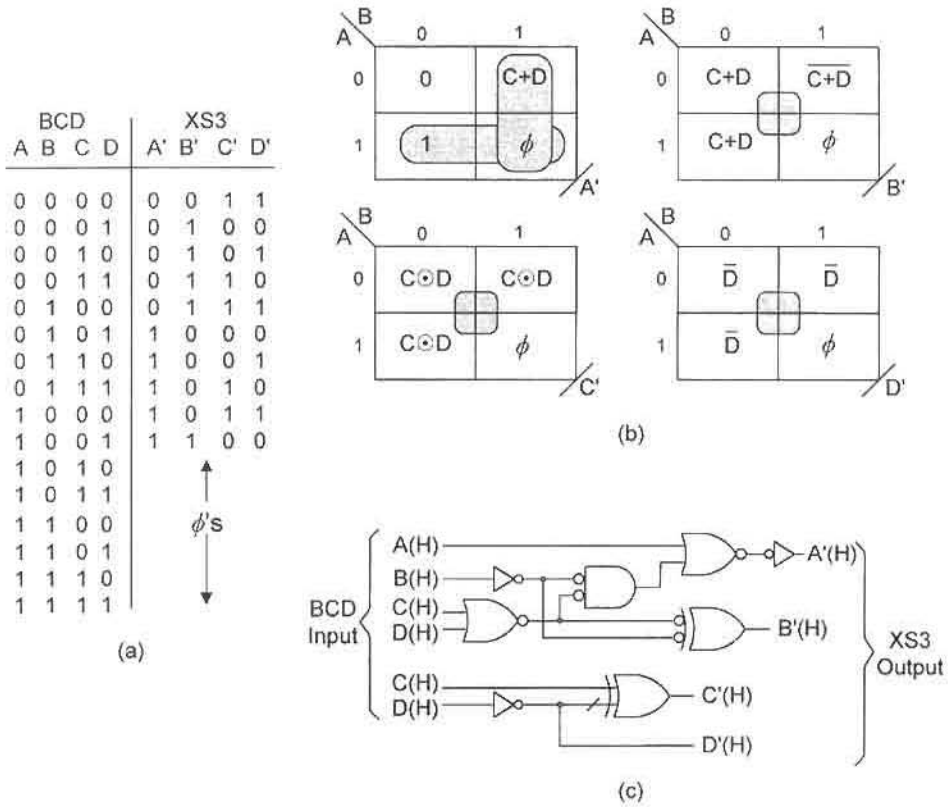 BCD XS3
A B C D A' B' C' D'
0 0 0 0 0 0 1 1
0 0 0 1 0 1 0 0
0 0 1 0 0 1 0 1
0 0 1 1 0 1 1 0
0 1 0 0 0 1 1 1
0 1 0 1 1 0 0 0
0 1 1 0 1 0 0 1
0 1 1 1 1 0 1 0
1 0 0 0 1 0 1 1
1 0 0 1 1 1 0 0
1 0 1 0
1 0 1 1
1 1 0 0 ϕ's
1 1 0 1
1 1 1 0
1 1 1 1
(a)
B
A 0 1
0 0 C+D
1 1 ϕ
A'
B
A 0 1
0 C+D \overline{C+D}
1 C+D ϕ
B'
B
A 0 1
0 C⊙D C⊙D
1 C⊙D ϕ
C'
B
A 0 1
0 D̄ D̄
1 D̄ ϕ
D'
(b)
BCD
Input
A(H)
B(H)
C(H)
D(H)
C(H)
D(H)
A'(H)
B'(H)
C'(H)
D'(H)
XS3
Output
(c)